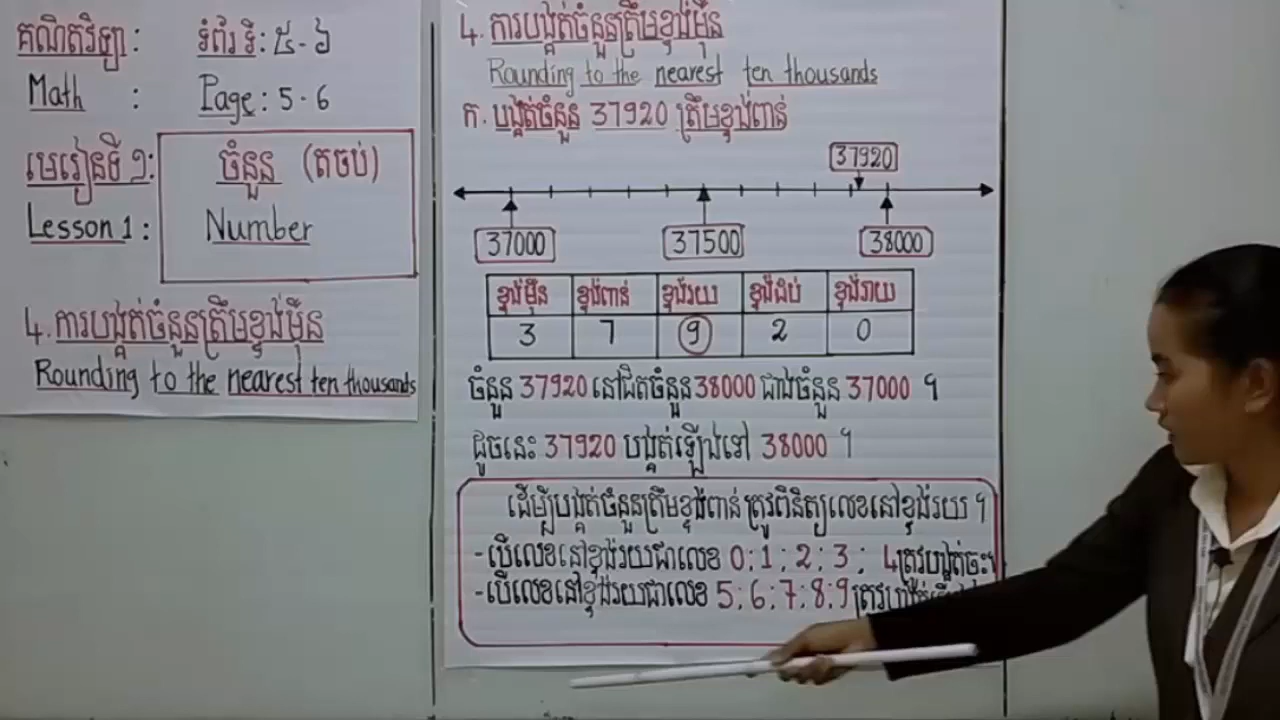 គណិតវិទ្យា : ទំព័រ ទី : ៥ - ៦
Math : Page : 5 - 6
មេរៀនទី ១ : ចំនួន (តចប់)
Lesson 1 : Number
៤. ការបង្គត់ចំនួនត្រឹមខ្ទង់ម៉ឺន
Rounding to the nearest ten thousands
៤. ការបង្គត់ចំនួនត្រឹមខ្ទង់ម៉ឺន
Rounding to the nearest ten thousands
ក. បង្គត់ចំនួន 37920 ត្រឹមខ្ទង់ពាន់
37920
37000 37500 38000
ខ្ទង់ម៉ឺន ខ្ទង់ពាន់ ខ្ទង់រយ ខ្ទង់ដប់ ខ្ទង់រាយ
3 7 9 2 0
ចំនួន 37920 នៅជិតចំនួន 38000 ជាងចំនួន 37000 ។
ដូចនេះ 37920 បង្គត់ឡើងទៅ 38000 ។
ដើម្បីបង្គត់ចំនួនត្រឹមខ្ទង់ពាន់ ត្រូវពិនិត្យលេខនៅខ្ទង់រយ ។
- បើលេខនៅខ្ទង់រយជាលេខ 0 ; 1 ; 2 ; 3 ; 4 ត្រូវបង្គត់ចុះ។
- បើលេខនៅខ្ទង់រយជាលេខ 5 ; 6 ; 7 ; 8 ; 9 ត្រូវបង្គត់